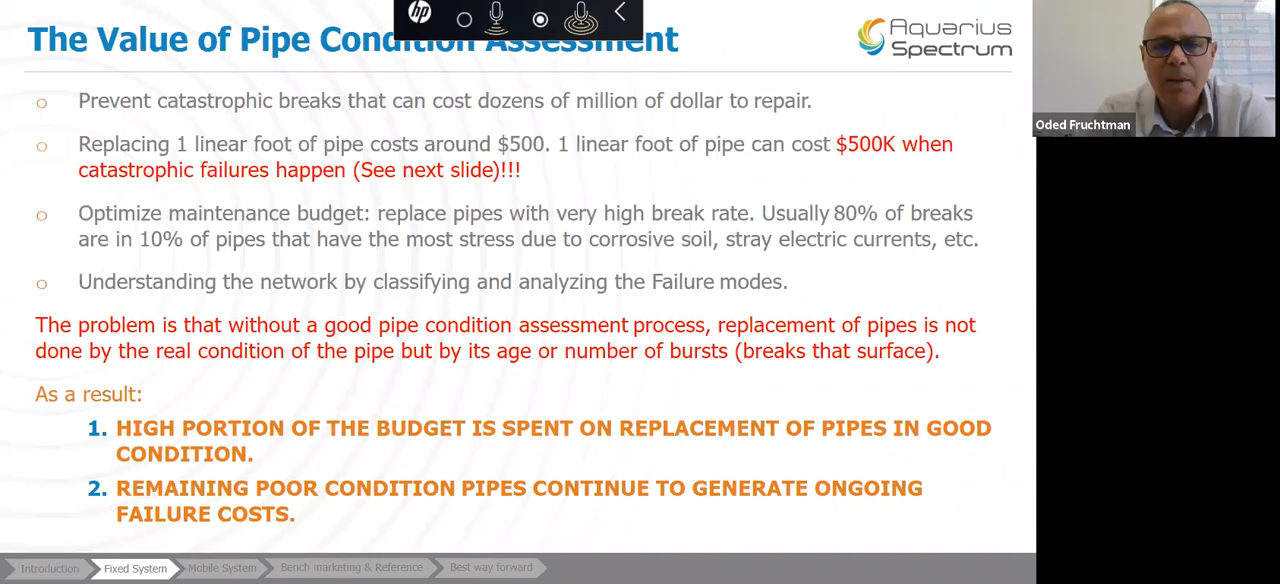 The Value of Pipe Condition Assessment
hp
Aquarius
Spectrum
Oded Fruchtman
o Prevent catastrophic breaks that can cost dozens of million of dollar to repair.
o Replacing 1 linear foot of pipe costs around $500. 1 linear foot of pipe can cost $500K when
catastrophic failures happen (See next slide)!!!
o Optimize maintenance budget: replace pipes with very high break rate. Usually 80% of breaks
are in 10% of pipes that have the most stress due to corrosive soil, stray electric currents, etc.
o Understanding the network by classifying and analyzing the Failure modes.
The problem is that without a good pipe condition assessment process, replacement of pipes is not
done by the real condition of the pipe but by its age or number of bursts (breaks that surface).
As a result:
1. HIGH PORTION OF THE BUDGET IS SPENT ON REPLACEMENT OF PIPES IN GOOD
CONDITION.
2. REMAINING POOR CONDITION PIPES CONTINUE TO GENERATE ONGOING
FAILURE COSTS.
Introduction
Fixed System
Mobile System
Bench marketing & Reference
Best way forward